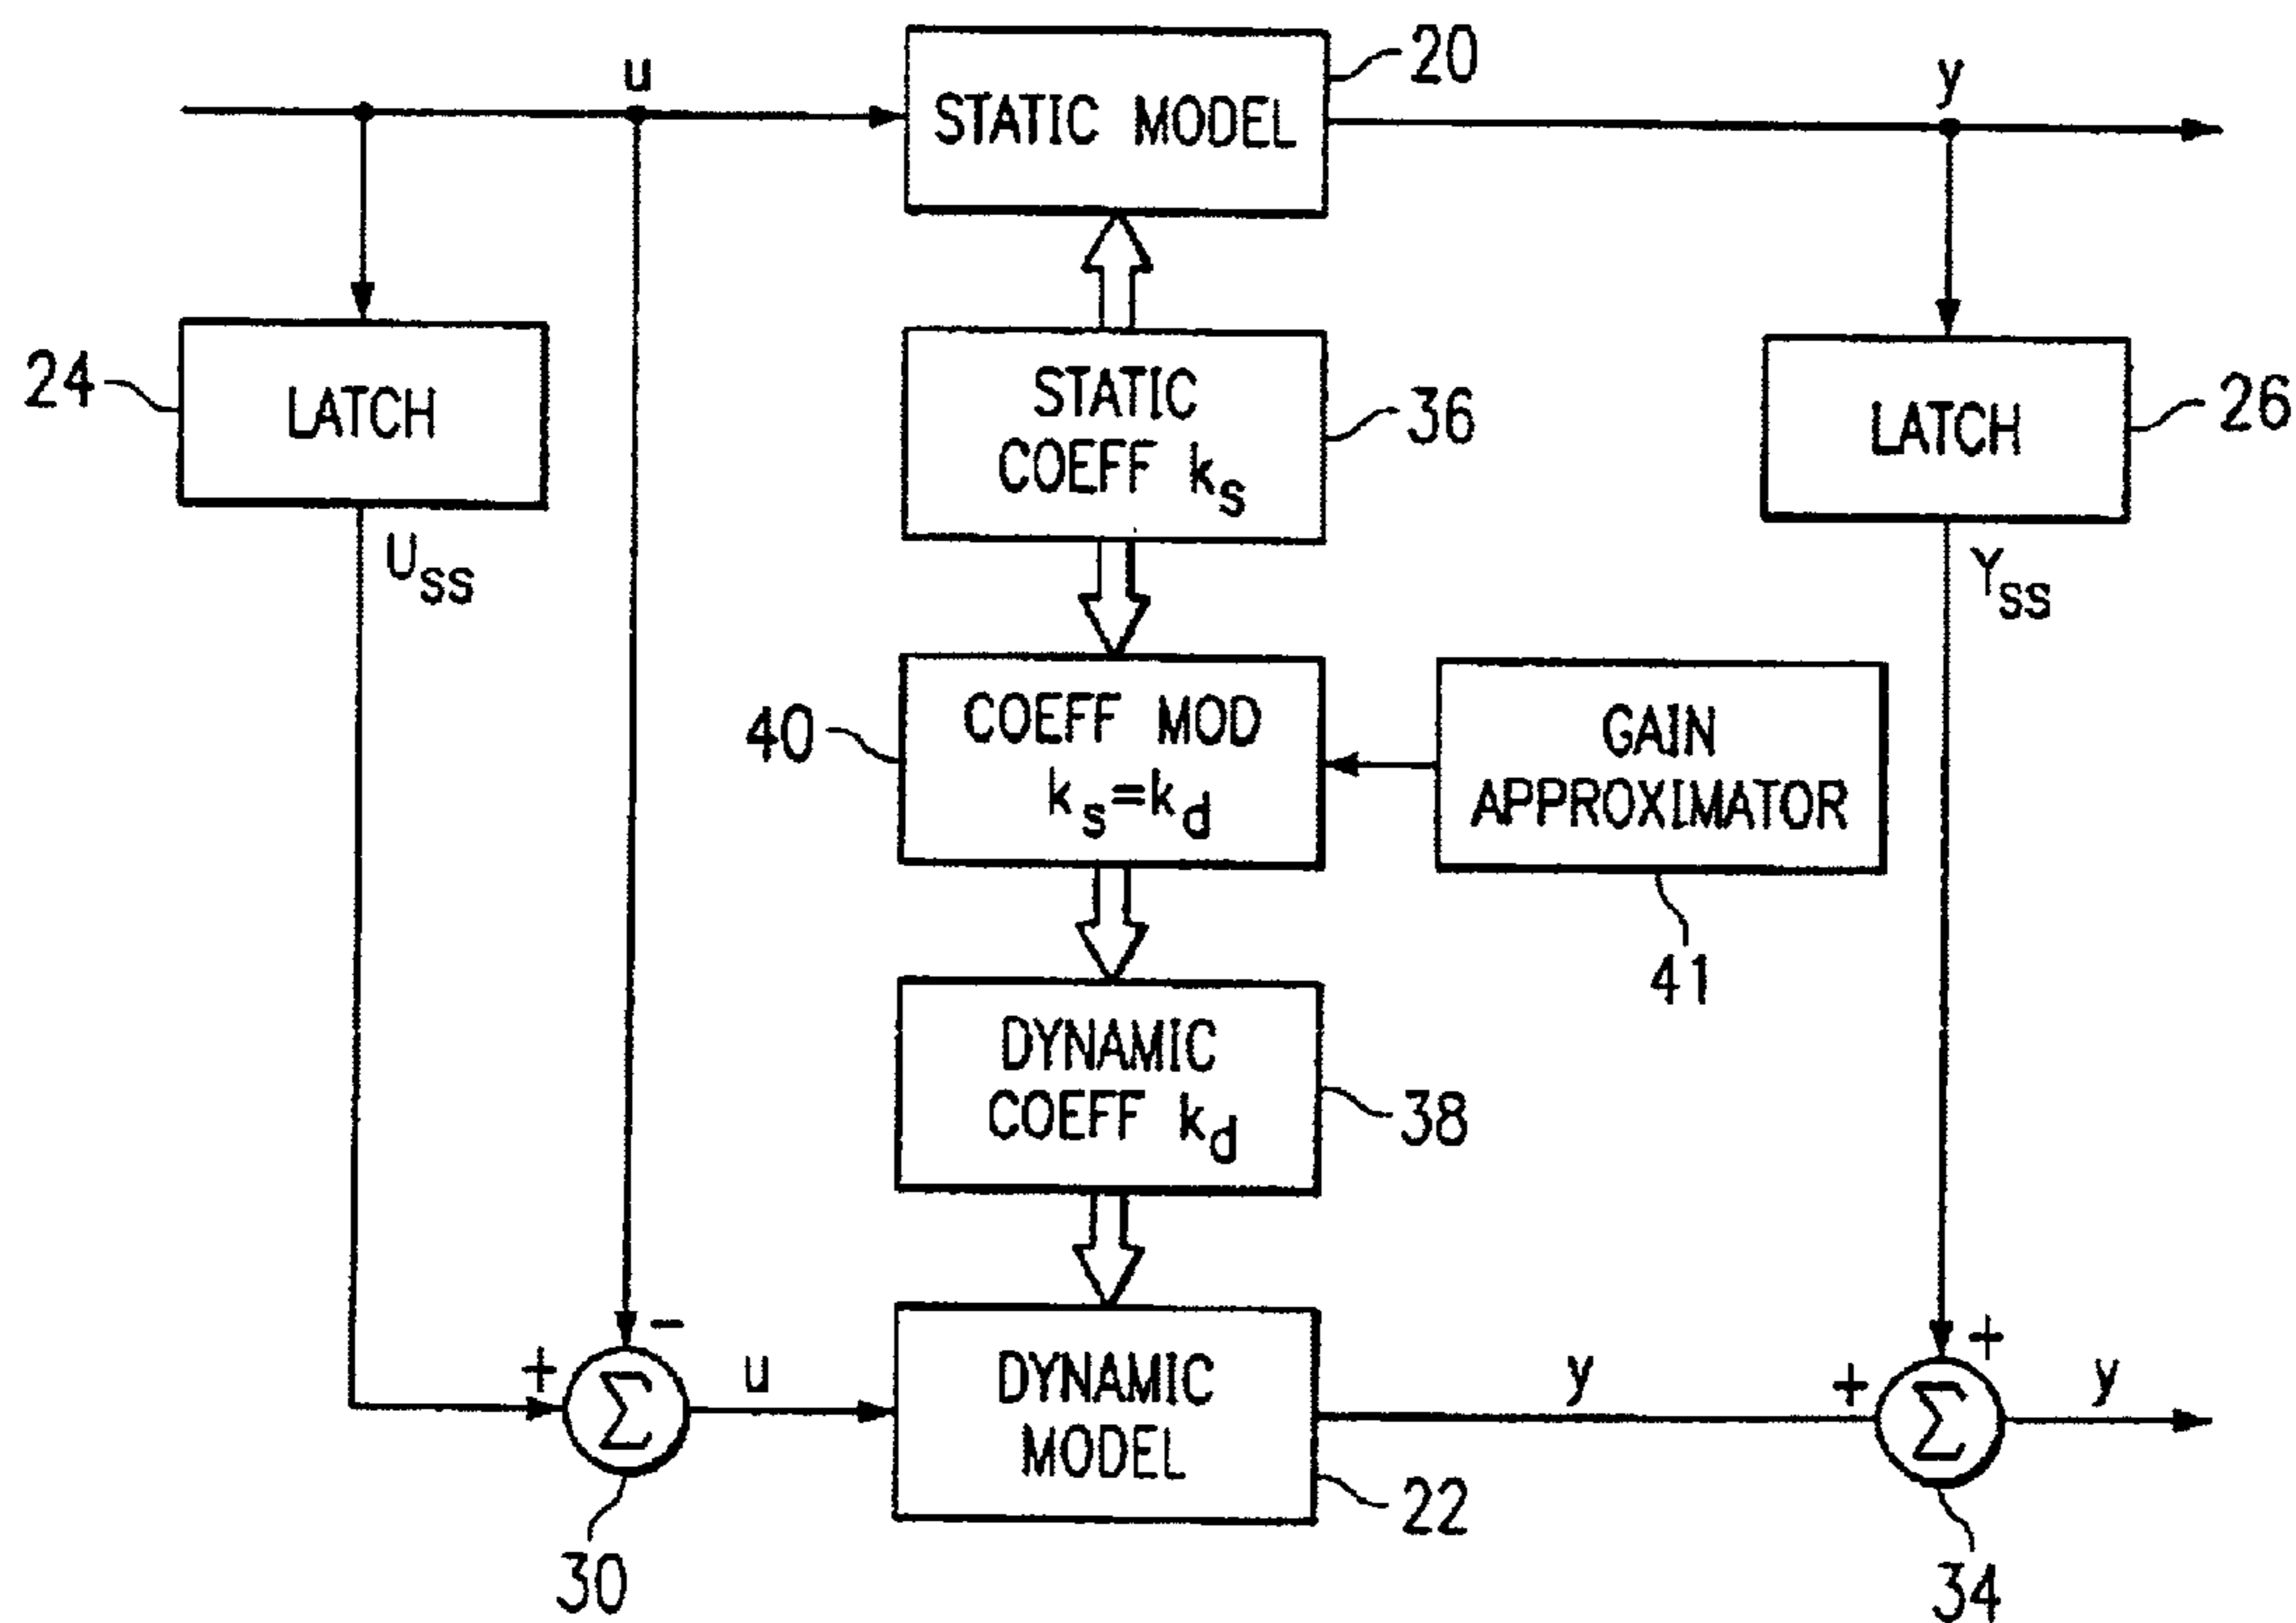 u
20
y
STATIC MODEL
24
LATCH
STATIC
COEFF ks
36
LATCH
26
Uss
Yss
40
COEFF MOD
ks=kd
GAIN
APPROXIMATOR
41
DYNAMIC
COEFF kd
38
-
+
Σ
u
DYNAMIC
MODEL
y
+
+
Σ
y
22
30
34